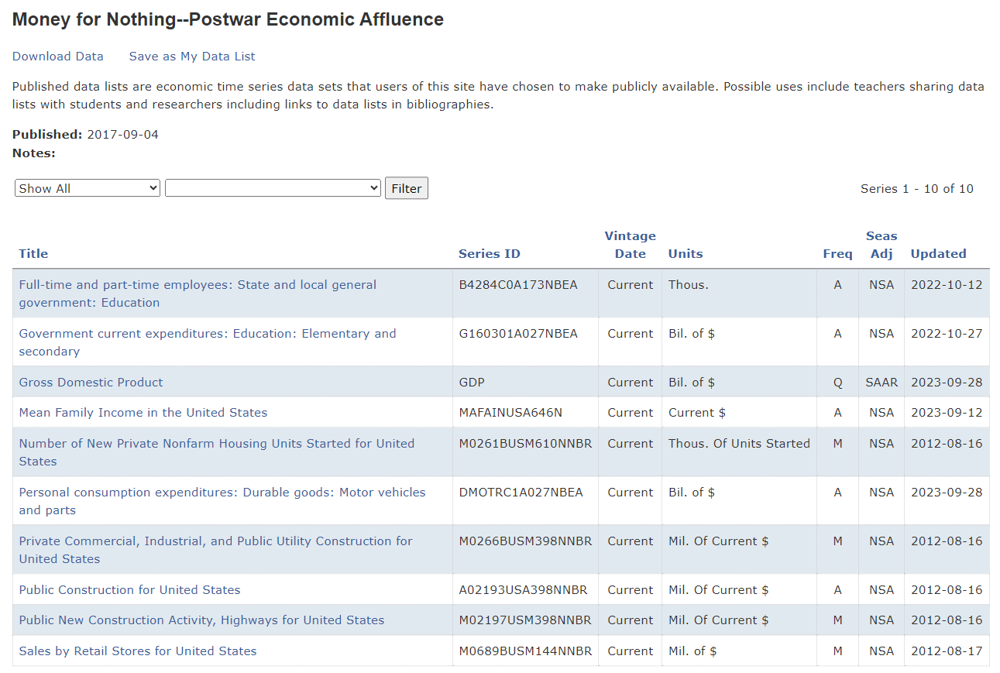 Money for Nothing--Postwar Economic Affluence
Download Data Save as My Data List
Published data lists are economic time series data sets that users of this site have chosen to make publicly available. Possible uses include teachers sharing data
lists with students and researchers including links to data lists in bibliographies.
Published: 2017-09-04
Notes:
Show All Filter Series 1 - 10 of 10
Title Series ID Vintage Date Units Freq Seas Adj Updated
Full-time and part-time employees: State and local general B4284C0A173NBEA Current Thous. A NSA 2022-10-12
government: Education
Government current expenditures: Education: Elementary and G160301A027NBEA Current Bil. of $ A NSA 2022-10-27
secondary
Gross Domestic Product GDP Current Bil. of $ Q SAAR 2023-09-28
Mean Family Income in the United States MAFAINUSA646N Current Current $ A NSA 2023-09-12
Number of New Private Nonfarm Housing Units Started for United M0261BUSM610NNBR Current Thous. Of Units Started M NSA 2012-08-16
States
Personal consumption expenditures: Durable goods: Motor vehicles DMOTRC1A027NBEA Current Bil. of $ A NSA 2023-09-28
and parts
Private Commercial, Industrial, and Public Utility Construction for M0266BUSM398NNBR Current Mil. Of Current $ M NSA 2012-08-16
United States
Public Construction for United States A02193USA398NNBR Current Mil. Of Current $ A NSA 2012-08-16
Public New Construction Activity, Highways for United States M02197USM398NNBR Current Mil. Of Current $ M NSA 2012-08-16
Sales by Retail Stores for United States M0689BUSM144NNBR Current Mil. of $ M NSA 2012-08-17